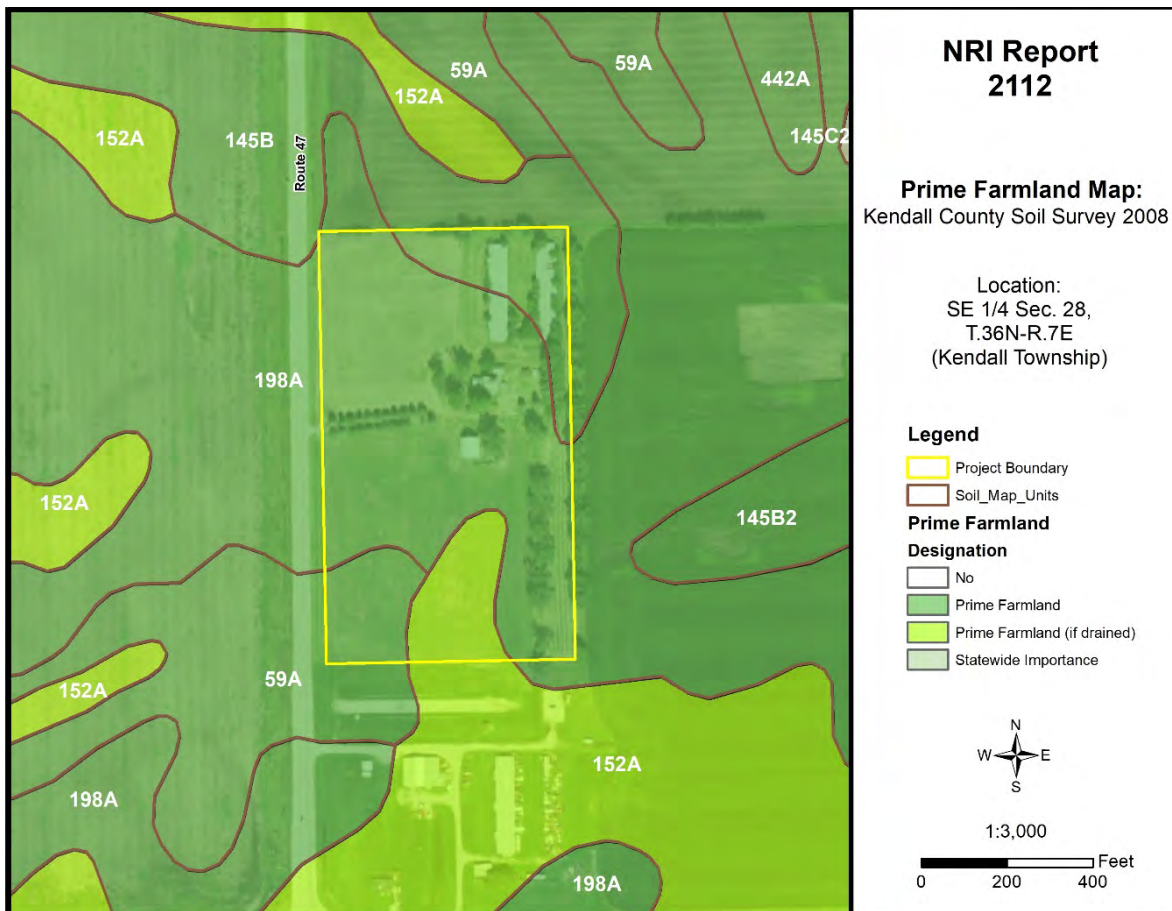 59A
59A
442A
152A
152A
145B
145C2
Route 47
198A
152A
145B2
59A
152A
152A
198A
198A
NRI Report
2112
Prime Farmland Map:
Kendall County Soil Survey 2008
Location:
SE 1/4 Sec. 28,
T.36N-R.7E
(Kendall Township)
Legend
Project Boundary
Soil_Map_Units
Prime Farmland
Designation
No
Prime Farmland
Prime Farmland (if drained)
Statewide Importance
N
W E
S
1:3,000
Feet
0 200 400